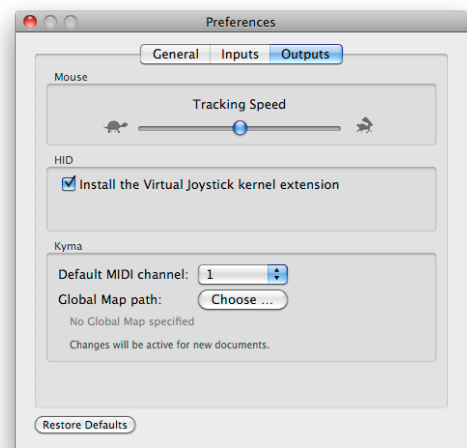 Preferences
General Inputs Outputs
Mouse
Tracking Speed
HID
Install the Virtual Joystick kernel extension
Kyma
Default MIDI channel: 1
Global Map path: Choose ...
No Global Map specified
Changes will be active for new documents.
Restore Defaults